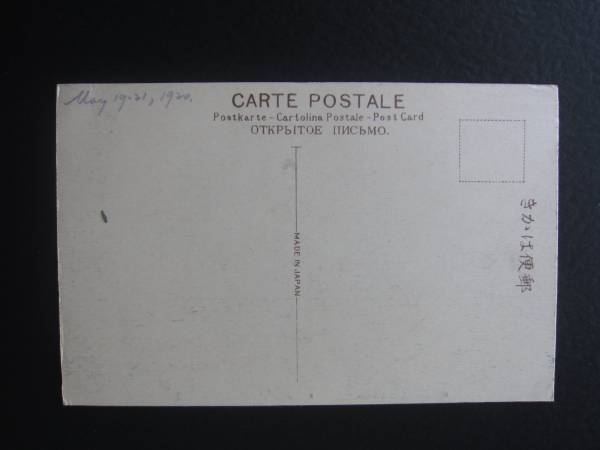 May 19-21, 1920.
CARTE POSTALE
Postkarte - Cartolina Postale - Post Card
ОТКРЫТОЕ ПИСЬМО.
MADE IN JAPAN
きかは便郵